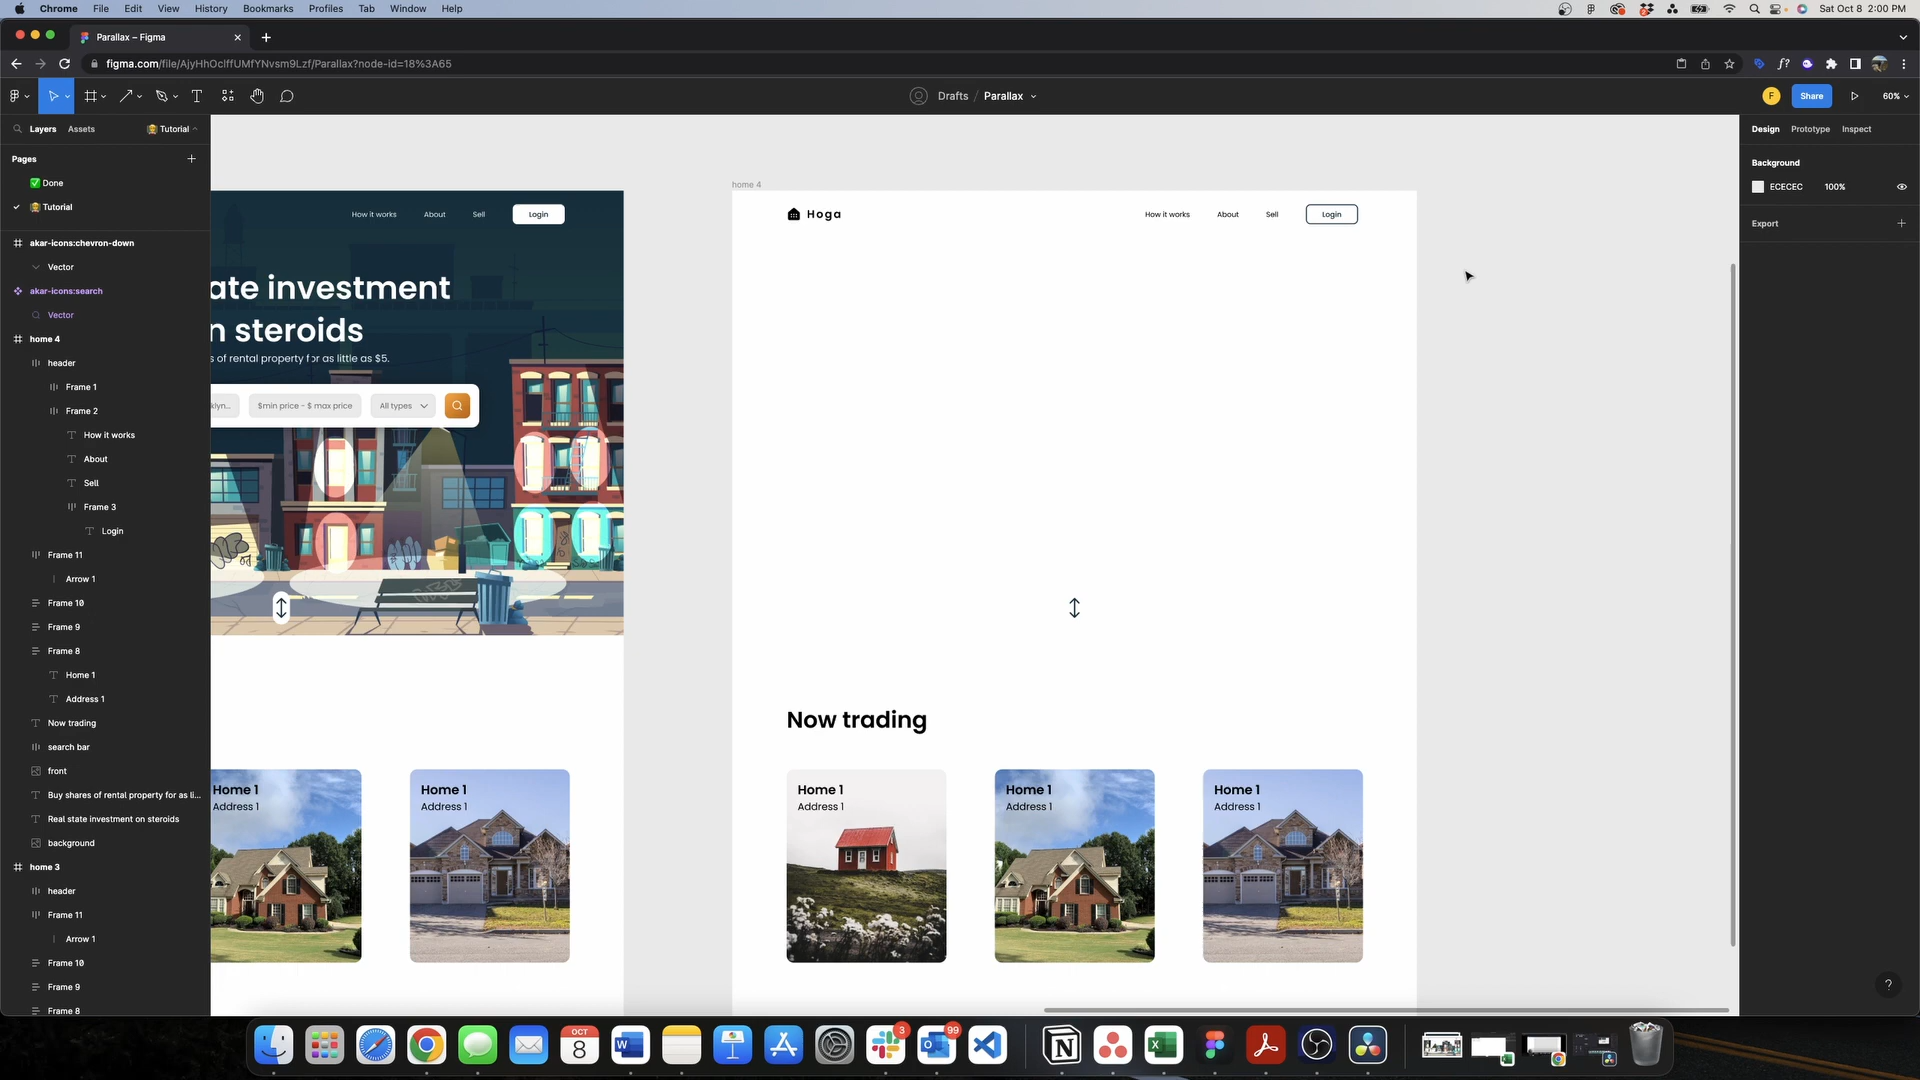 Chrome File Edit View History Bookmarks Profiles Tab Window Help
Sat Oct 8 2:00 PM
Parallax – Figma
figma.com/file/AjyHhOclffUMfYNvsm9Lzf/Parallax?node-id=18%3A65
Drafts / Parallax
F
Share
60%
Layers Assets Tutorial
Pages
Done
Tutorial
akar-icons:chevron-down
Vector
akar-icons:search
Vector
home 4
header
Frame 1
Frame 2
How it works
About
Sell
Frame 3
Login
Frame 11
Arrow 1
Frame 10
Frame 9
Frame 8
Home 1
Address 1
Now trading
search bar
front
Buy shares of rental property for as li...
Real state investment on steroids
background
home 3
header
Frame 11
Arrow 1
Frame 10
Frame 9
Frame 8
How it works About Sell Login
ate investment
n steroids
s of rental property for as little as $5.
klyn... $min price - $ max price All types
Home 1
Address 1
Home 1
Address 1
home 4
Hoga
How it works About Sell Login
Now trading
Home 1
Address 1
Home 1
Address 1
Home 1
Address 1
Design Prototype Inspect
Background
ECECEC 100%
Export
?
OCT
8
3
99